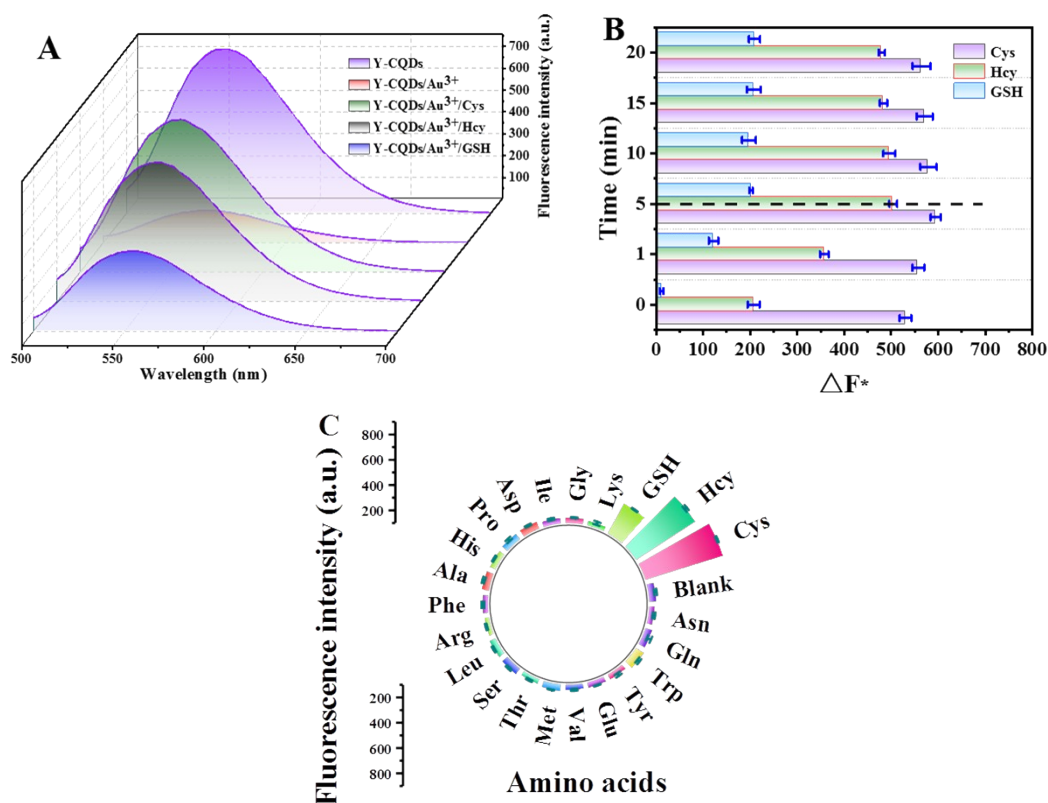 A
Y-CQDs
Y-CQDs/Au3+
Y-CQDs/Au3+/Cys
Y-CQDs/Au3+/Hcy
Y-CQDs/Au3+/GSH
700
600
500
400
300
200
100
Fluorescence intensity (a.u.)
500
550
600
650
700
Wavelength (nm)
B
Cys
Hcy
GSH
20
15
10
5
1
0
Time (min)
0 100 200 300 400 500 600 700 800
△F*
C
800
600
400
200
200
400
600
800
Fluorescence intensity (a.u.)
Blank
Cys
Hcy
GSH
Lys
Gly
Ile
Asp
Pro
His
Ala
Phe
Arg
Leu
Ser
Thr
Met
Val
Glu
Tyr
Trp
Gln
Asn
Amino acids